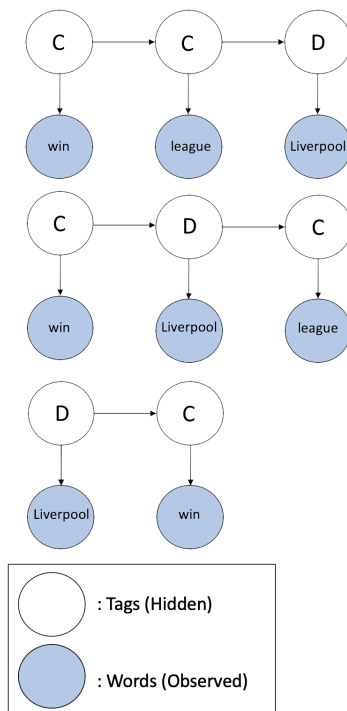 C C D
win league Liverpool
C D C
win Liverpool league
D C
Liverpool win
: Tags (Hidden)
: Words (Observed)